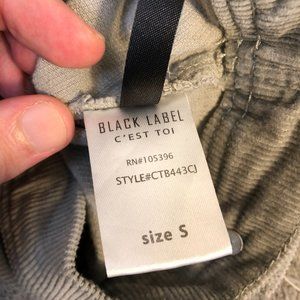 BLACK LABEL
C'EST TOI
RN#105396
STYLE#CTB443CJ
size S